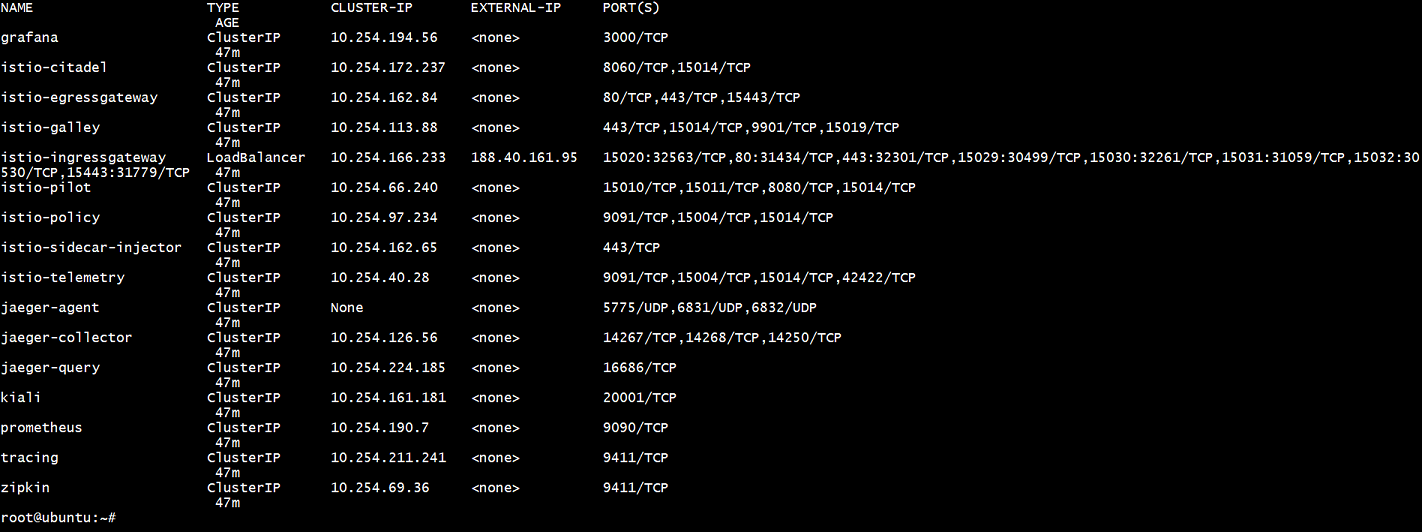 NAME TYPE CLUSTER-IP EXTERNAL-IP PORT(S)
AGE
grafana ClusterIP 10.254.194.56 <none> 3000/TCP
47m
istio-citadel ClusterIP 10.254.172.237 <none> 8060/TCP,15014/TCP
47m
istio-egressgateway ClusterIP 10.254.162.84 <none> 80/TCP,443/TCP,15443/TCP
47m
istio-galley ClusterIP 10.254.113.88 <none> 443/TCP,15014/TCP,9901/TCP,15019/TCP
47m
istio-ingressgateway LoadBalancer 10.254.166.233 188.40.161.95 15020:32563/TCP,80:31434/TCP,443:32301/TCP,15029:30499/TCP,15030:32261/TCP,15031:31059/TCP,15032:30
530/TCP,15443:31779/TCP 47m
istio-pilot ClusterIP 10.254.66.240 <none> 15010/TCP,15011/TCP,8080/TCP,15014/TCP
47m
istio-policy ClusterIP 10.254.97.234 <none> 9091/TCP,15004/TCP,15014/TCP
47m
istio-sidecar-injector ClusterIP 10.254.162.65 <none> 443/TCP
47m
istio-telemetry ClusterIP 10.254.40.28 <none> 9091/TCP,15004/TCP,15014/TCP,42422/TCP
47m
jaeger-agent ClusterIP None <none> 5775/UDP,6831/UDP,6832/UDP
47m
jaeger-collector ClusterIP 10.254.126.56 <none> 14267/TCP,14268/TCP,14250/TCP
47m
jaeger-query ClusterIP 10.254.224.185 <none> 16686/TCP
47m
kiali ClusterIP 10.254.161.181 <none> 20001/TCP
47m
prometheus ClusterIP 10.254.190.7 <none> 9090/TCP
47m
tracing ClusterIP 10.254.211.241 <none> 9411/TCP
47m
zipkin ClusterIP 10.254.69.36 <none> 9411/TCP
47m
root@ubuntu:~#